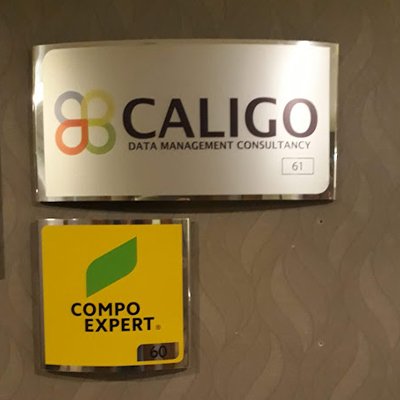 CALIGO
DATA MANAGEMENT CONSULTANCY
61
COMPO
EXPERT®
60